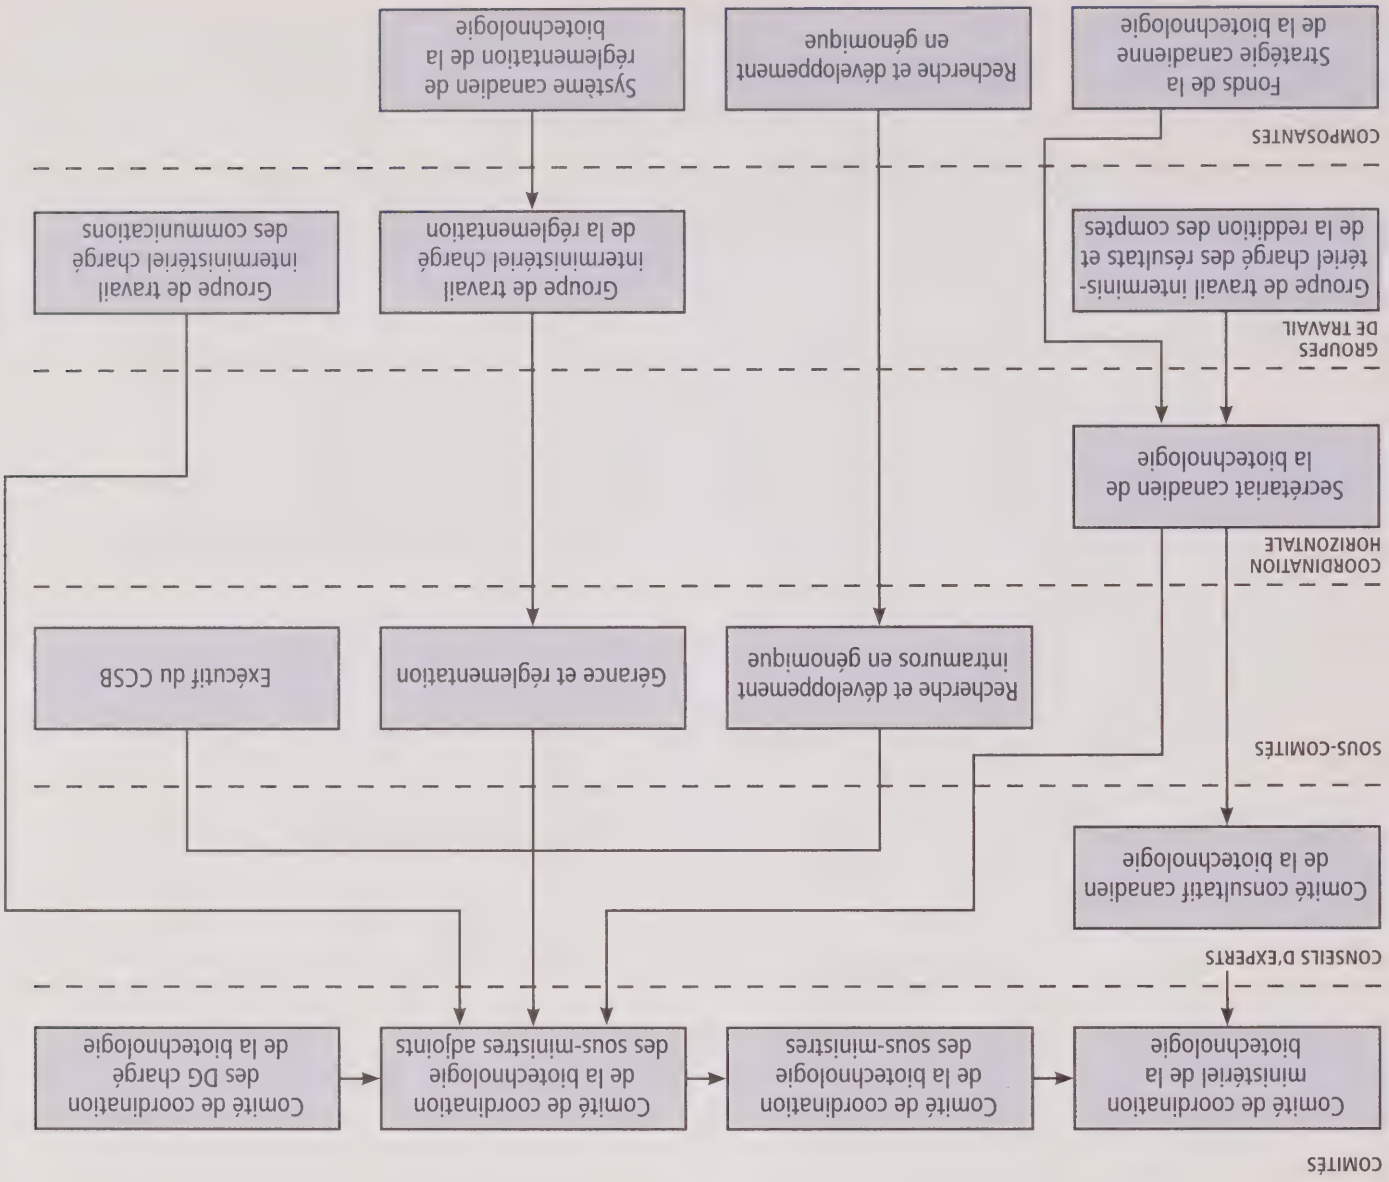 COMITÉS
Comité de coordination
ministériel de la
biotechnologie
Comité de coordination
de la biotechnologie
des sous-ministres
Comité de coordination
de la biotechnologie
des sous-ministres adjoints
Comité de coordination
des DG chargé
de la biotechnologie
CONSEILS D'EXPERTS
Comité consultatif canadien
de la biotechnologie
SOUS-COMITÉS
Recherche et développement
intramuros en génomique
Gérance et réglementation
Exécutif du CCSB
COORDINATION
HORIZONTALE
Secrétariat canadien de
la biotechnologie
GROUPES
DE TRAVAIL
Groupe de travail interminis-
tériel chargé des résultats et
de la reddition des comptes
Groupe de travail
interministériel chargé
de la réglementation
Groupe de travail
interministériel chargé
des communications
COMPOSANTES
Fonds de la
Stratégie canadienne
de la biotechnologie
Recherche et développement
en génomique
Système canadien de
réglementation de la
biotechnologie